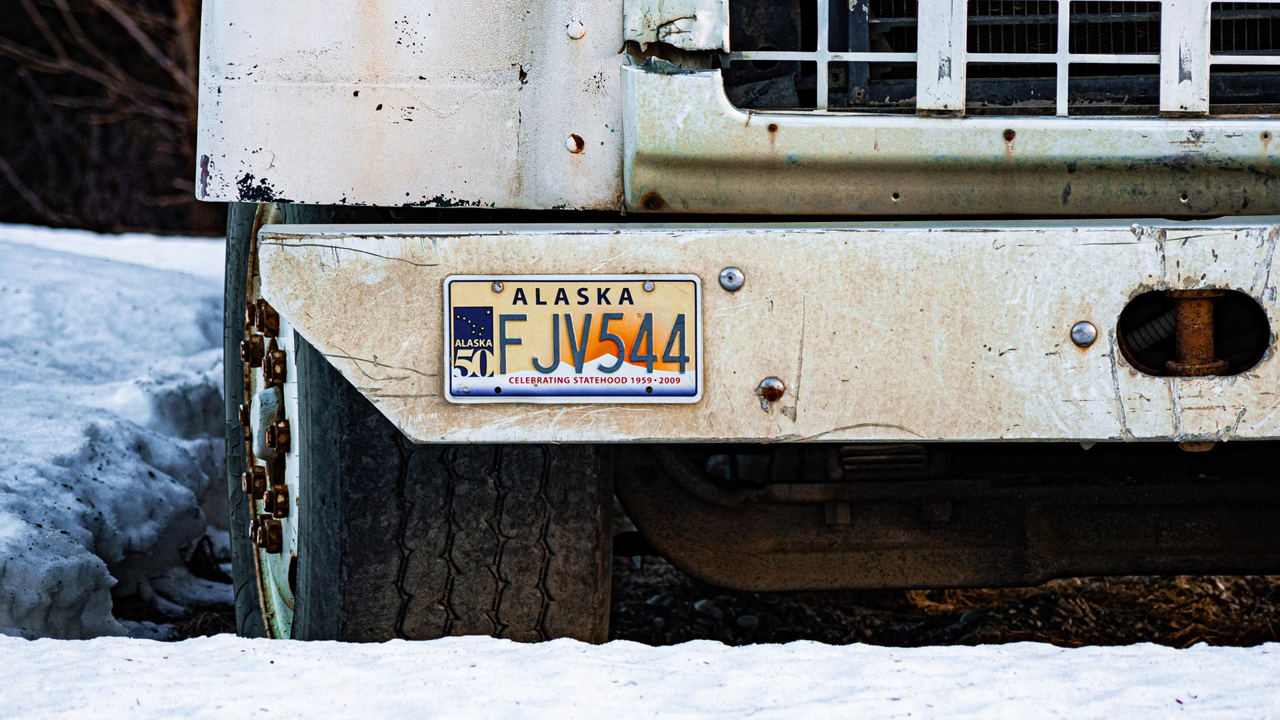 ALASKA
ALASKA
50
FJV544
CELEBRATING STATEHOOD 1959•2009